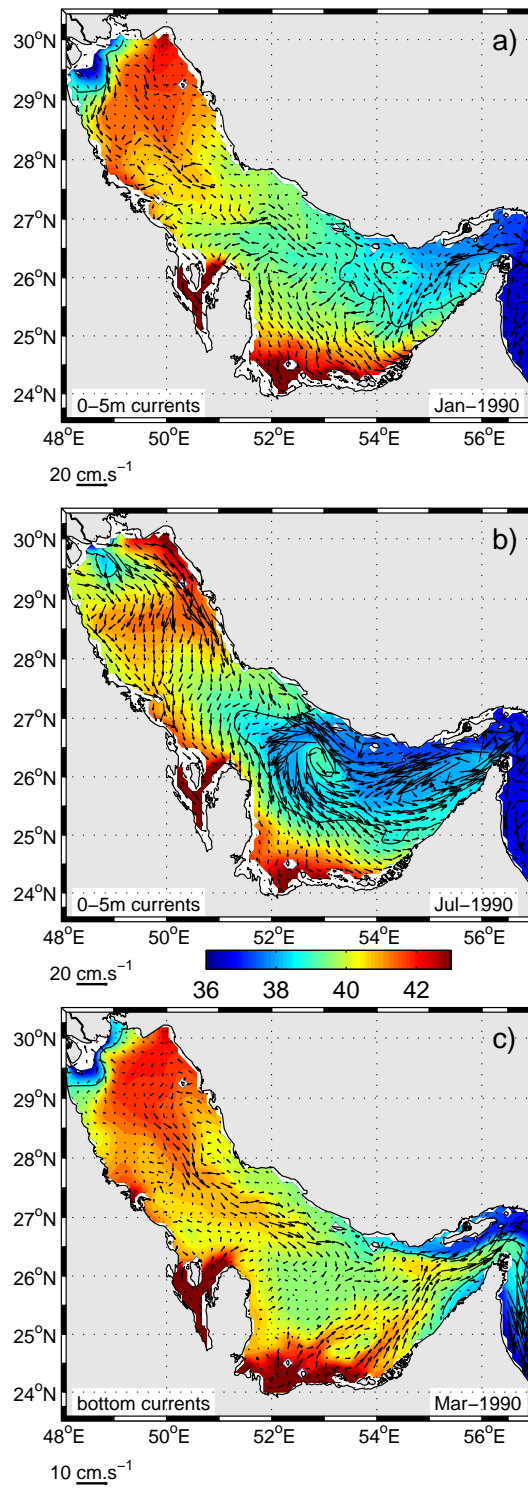 a)
30°N
29°N
28°N
27°N
26°N
25°N
24°N
0−5m currents Jan−1990
48°E 50°E 52°E 54°E 56°E
20 cm.s⁻¹
b)
30°N
29°N
28°N
27°N
26°N
25°N
24°N
0−5m currents Jul−1990
48°E 50°E 52°E 54°E 56°E
20 cm.s⁻¹
36 38 40 42
c)
30°N
29°N
28°N
27°N
26°N
25°N
24°N
bottom currents Mar−1990
48°E 50°E 52°E 54°E 56°E
10 cm.s⁻¹